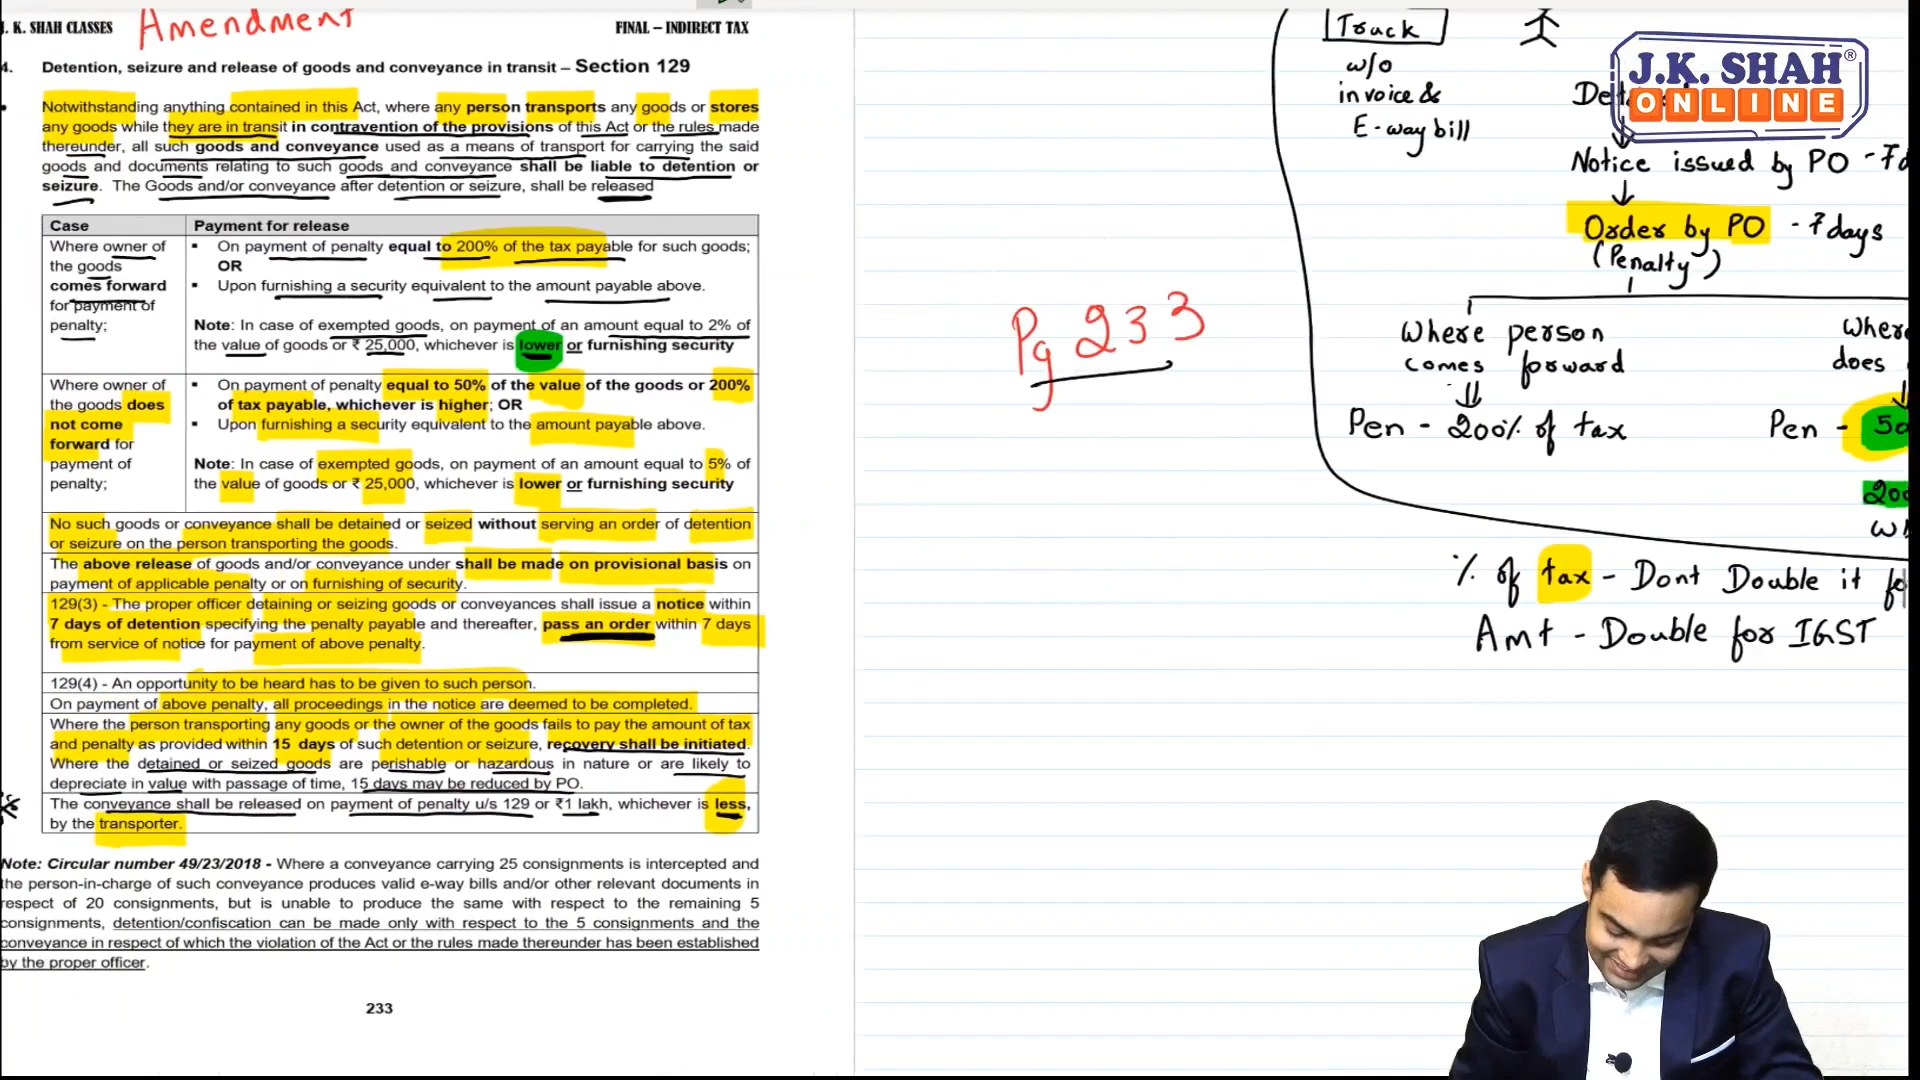 J. K. SHAH CLASSES
Amendment
FINAL – INDIRECT TAX
4. Detention, seizure and release of goods and conveyance in transit – Section 129
Notwithstanding anything contained in this Act, where any person transports any goods or stores
any goods while they are in transit in contravention of the provisions of this Act or the rules made
thereunder, all such goods and conveyance used as a means of transport for carrying the said
goods and documents relating to such goods and conveyance shall be liable to detention or
seizure. The Goods and/or conveyance after detention or seizure, shall be released
Case
Payment for release
Where owner of
the goods
comes forward
for payment of
penalty;
▪ On payment of penalty equal to 200% of the tax payable for such goods;
OR
▪ Upon furnishing a security equivalent to the amount payable above.
Note: In case of exempted goods, on payment of an amount equal to 2% of
the value of goods or ₹ 25,000, whichever is lower or furnishing security
Where owner of
the goods does
not come
forward for
payment of
penalty;
▪ On payment of penalty equal to 50% of the value of the goods or 200%
of tax payable, whichever is higher; OR
▪ Upon furnishing a security equivalent to the amount payable above.
Note: In case of exempted goods, on payment of an amount equal to 5% of
the value of goods or ₹ 25,000, whichever is lower or furnishing security
No such goods or conveyance shall be detained or seized without serving an order of detention
or seizure on the person transporting the goods.
The above release of goods and/or conveyance under shall be made on provisional basis on
payment of applicable penalty or on furnishing of security.
129(3) - The proper officer detaining or seizing goods or conveyances shall issue a notice within
7 days of detention specifying the penalty payable and thereafter, pass an order within 7 days
from service of notice for payment of above penalty.
129(4) - An opportunity to be heard has to be given to such person.
On payment of above penalty, all proceedings in the notice are deemed to be completed.
Where the person transporting any goods or the owner of the goods fails to pay the amount of tax
and penalty as provided within 15 days of such detention or seizure, recovery shall be initiated.
Where the detained or seized goods are perishable or hazardous in nature or are likely to
depreciate in value with passage of time, 15 days may be reduced by PO.
The conveyance shall be released on payment of penalty u/s 129 or ₹1 lakh, whichever is less,
by the transporter.
Note: Circular number 49/23/2018 - Where a conveyance carrying 25 consignments is intercepted and
the person-in-charge of such conveyance produces valid e-way bills and/or other relevant documents in
respect of 20 consignments, but is unable to produce the same with respect to the remaining 5
consignments, detention/confiscation can be made only with respect to the 5 consignments and the
conveyance in respect of which the violation of the Act or the rules made thereunder has been established
by the proper officer.
233
Pg 233
Truck
w/o
invoice &
E-way bill
Notice issued by PO - 7d
Order by PO - 7 days
(Penalty)
Where person
comes forward
Pen - 200% of tax
Where
does
Pen - 50
200
% of tax - Dont Double it fo
Amt - Double for IGST
J.K. SHAH®
ONLINE